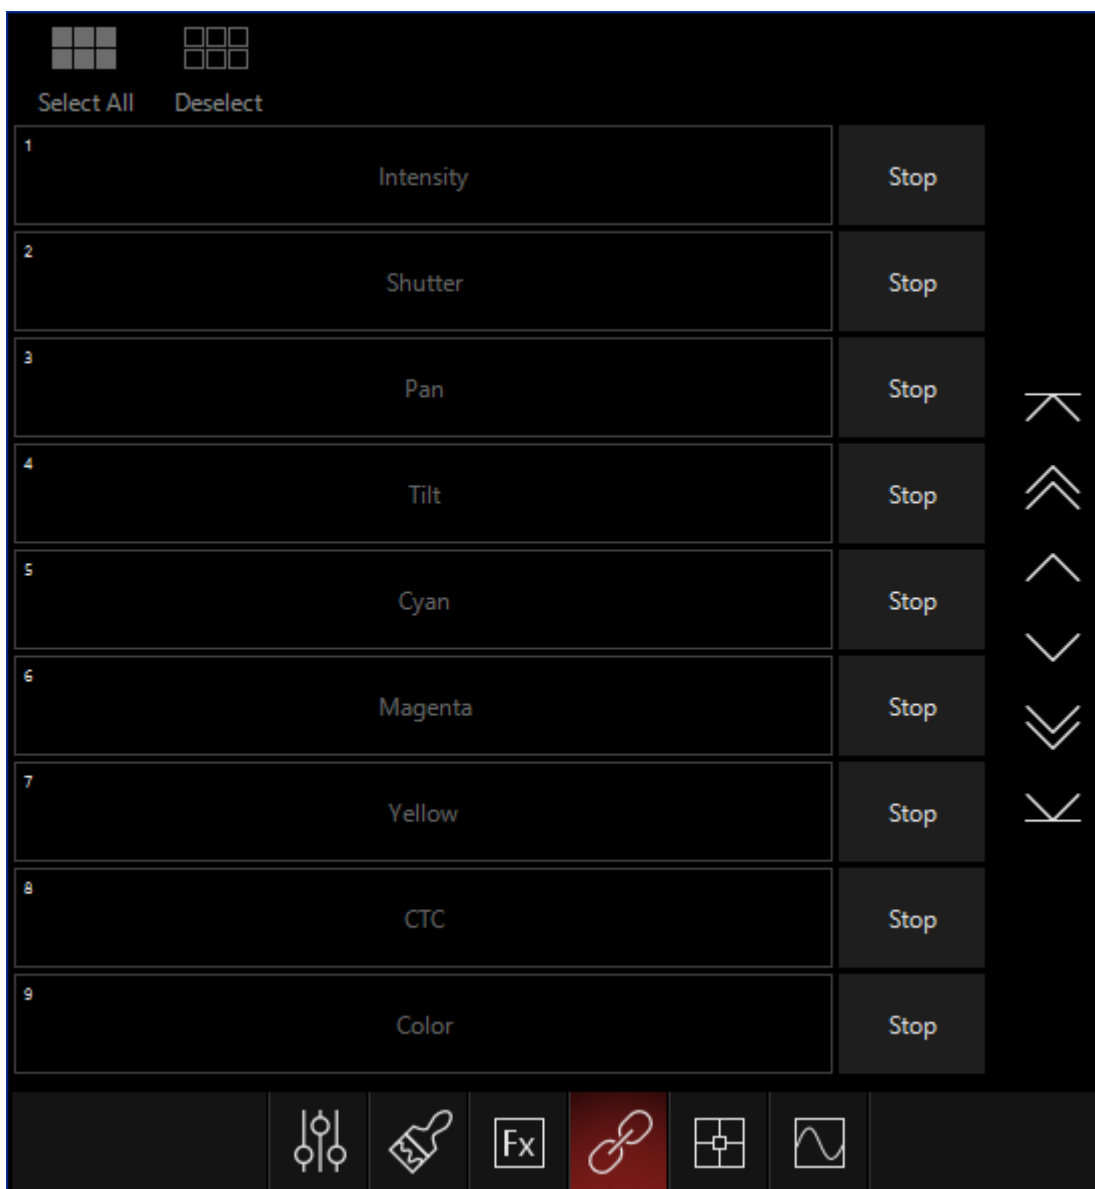 Select All Deselect
1
Intensity Stop
2
Shutter Stop
3
Pan Stop
4
Tilt Stop
5
Cyan Stop
6
Magenta Stop
7
Yellow Stop
8
CTC Stop
9
Color Stop
Fx